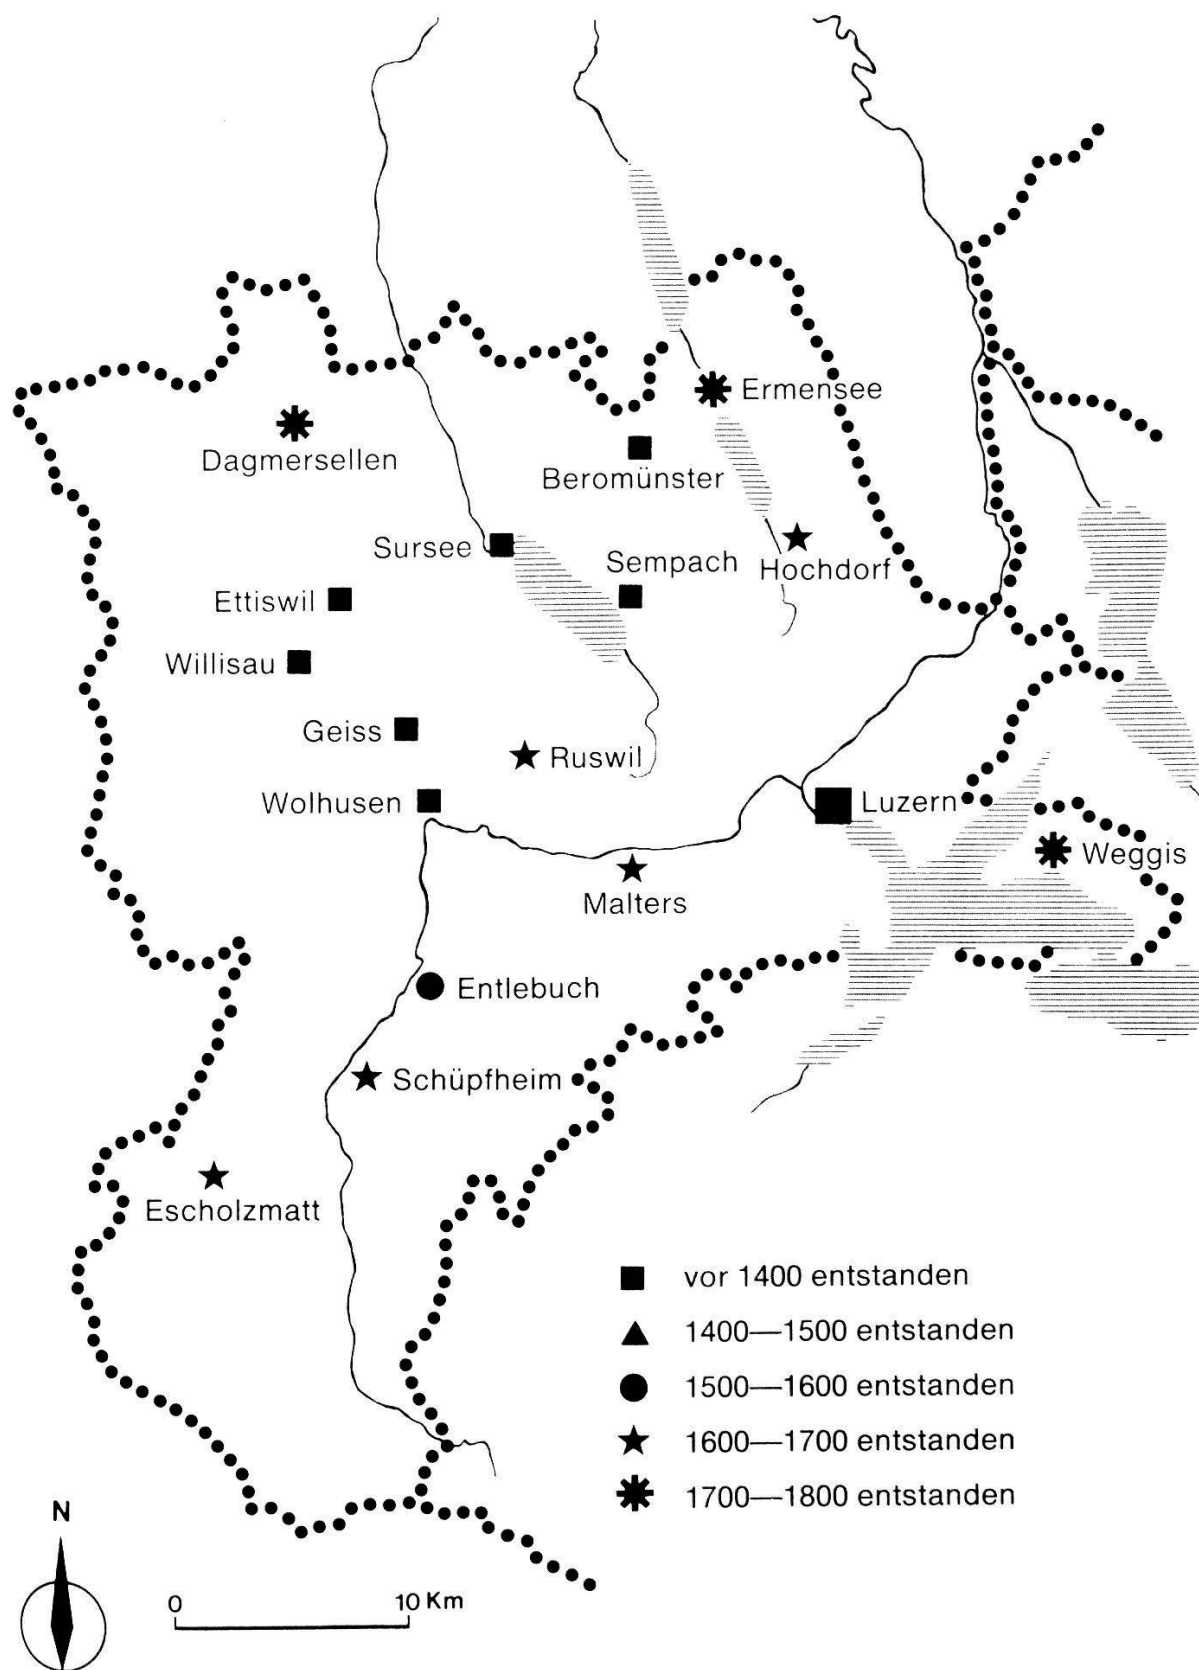 Ermensee
Dagmersellen
Beromünster
Sursee
Sempach
Hochdorf
Ettiswil
Willisau
Geiss
Ruswil
Wolhusen
Luzern
Weggis
Malters
Entlebuch
Schüpfheim
Escholzmatt
vor 1400 entstanden
1400—1500 entstanden
1500—1600 entstanden
1600—1700 entstanden
1700—1800 entstanden
N
0 10 Km